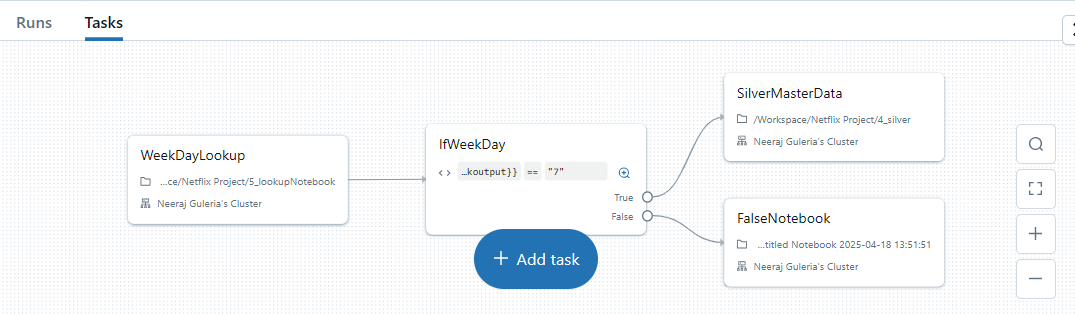 Runs
Tasks
WeekDayLookup
...ce/Netflix Project/5_lookupNotebook
Neeraj Guleria's Cluster
IfWeekDay
<> ...koutput}} == "7"
True
False
+ Add task
SilverMasterData
/Workspace/Netflix Project/4_silver
Neeraj Guleria's Cluster
FalseNotebook
...titled Notebook 2025-04-18 13:51:51
Neeraj Guleria's Cluster